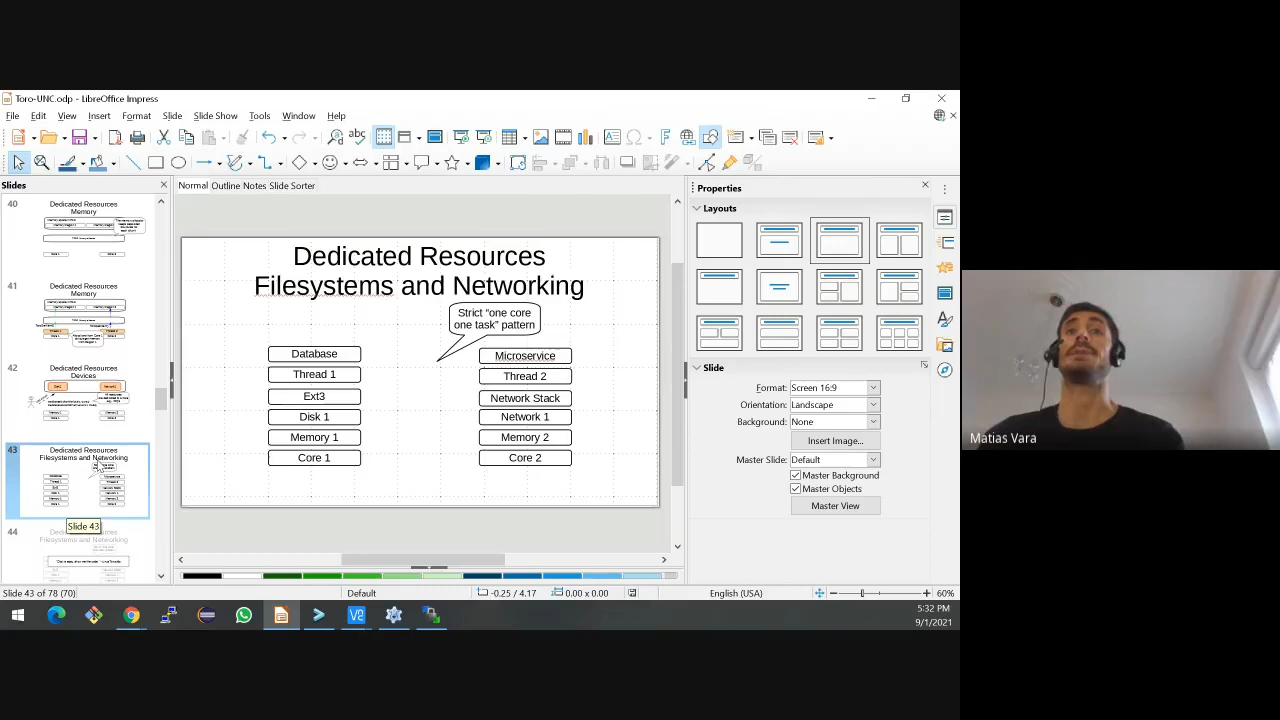 Toro-UNC.odp - LibreOffice Impress
File Edit View Insert Format Slide Slide Show Tools Window Help
Slides
Normal Outline Notes Slide Sorter
Properties
Layouts
40
Dedicated Resources
Memory
41
Dedicated Resources
Memory
42
Dedicated Resources
Devices
43
Dedicated Resources
Filesystems and Networking
Slide 43
44
Dedicated Resources
Filesystems and Networking
Dedicated Resources
Filesystems and Networking
Strict “one core
one task” pattern
Database
Thread 1
Ext3
Disk 1
Memory 1
Core 1
Microservice
Thread 2
Network Stack
Network 1
Memory 2
Core 2
Slide
Format: Screen 16:9
Orientation: Landscape
Background: None
Insert Image...
Master Slide: Default
Master Background
Master Objects
Master View
Matias Vara
Slide 43 of 78 (70)
Default
-0.25 / 4.17
0.00 x 0.00
English (USA)
60%
5:32 PM
9/1/2021